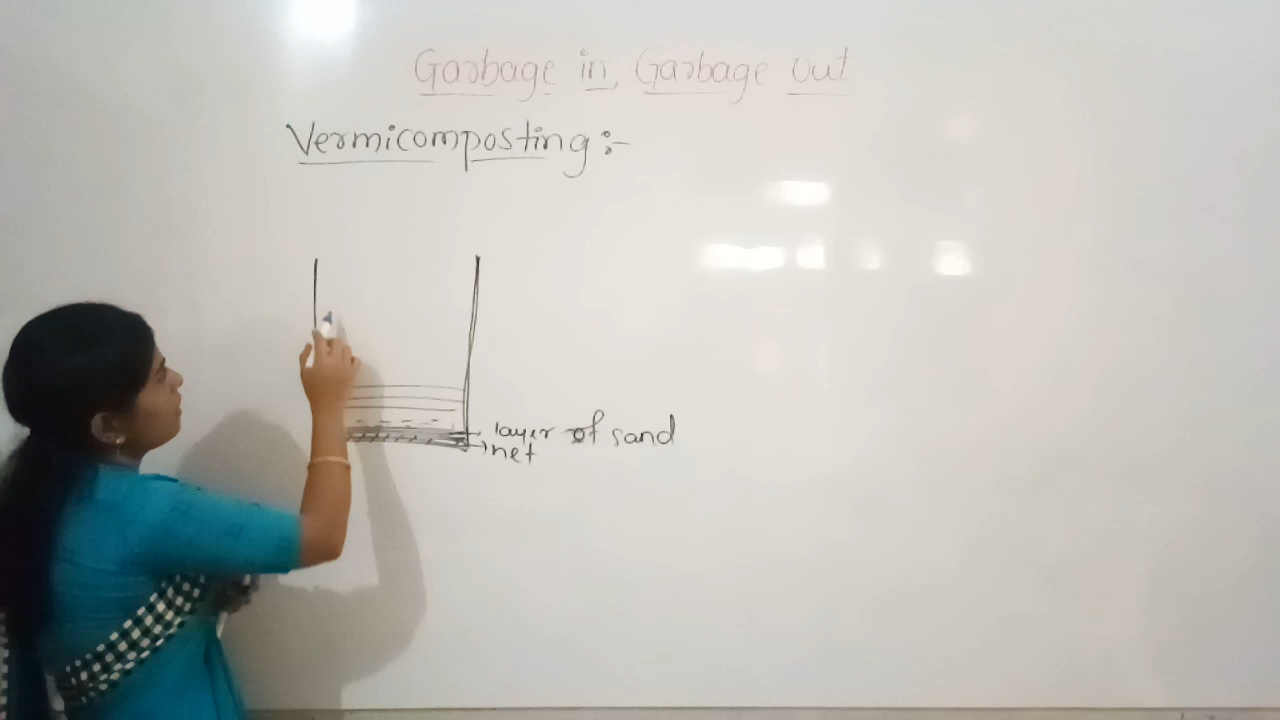 Garbage in, Garbage out
Vermicomposting :-
layer of sand
net